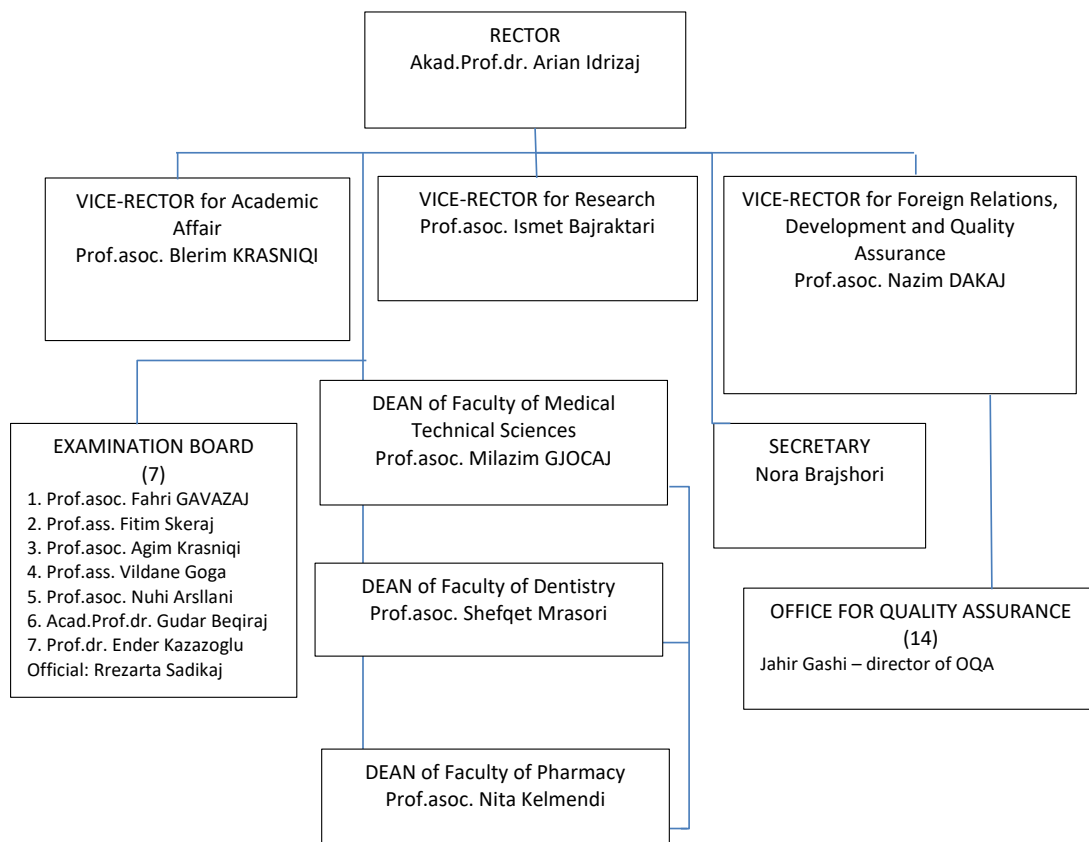 RECTOR
Akad.Prof.dr. Arian Idrizaj
VICE-RECTOR for Academic
Affair
Prof.asoc. Blerim KRASNIQI
VICE-RECTOR for Research
Prof.asoc. Ismet Bajraktari
VICE-RECTOR for Foreign Relations,
Development and Quality
Assurance
Prof.asoc. Nazim DAKAJ
EXAMINATION BOARD
(7)
1. Prof.asoc. Fahri GAVAZAJ
2. Prof.ass. Fitim Skeraj
3. Prof.asoc. Agim Krasniqi
4. Prof.ass. Vildane Goga
5. Prof.asoc. Nuhi Arsllani
6. Acad.Prof.dr. Gudar Beqiraj
7. Prof.dr. Ender Kazazoglu
Official: Rrezarta Sadikaj
DEAN of Faculty of Medical
Technical Sciences
Prof.asoc. Milazim GJOCAJ
SECRETARY
Nora Brajshori
DEAN of Faculty of Dentistry
Prof.asoc. Shefqet Mrasori
OFFICE FOR QUALITY ASSURANCE
(14)
Jahir Gashi – director of OQA
DEAN of Faculty of Pharmacy
Prof.asoc. Nita Kelmendi